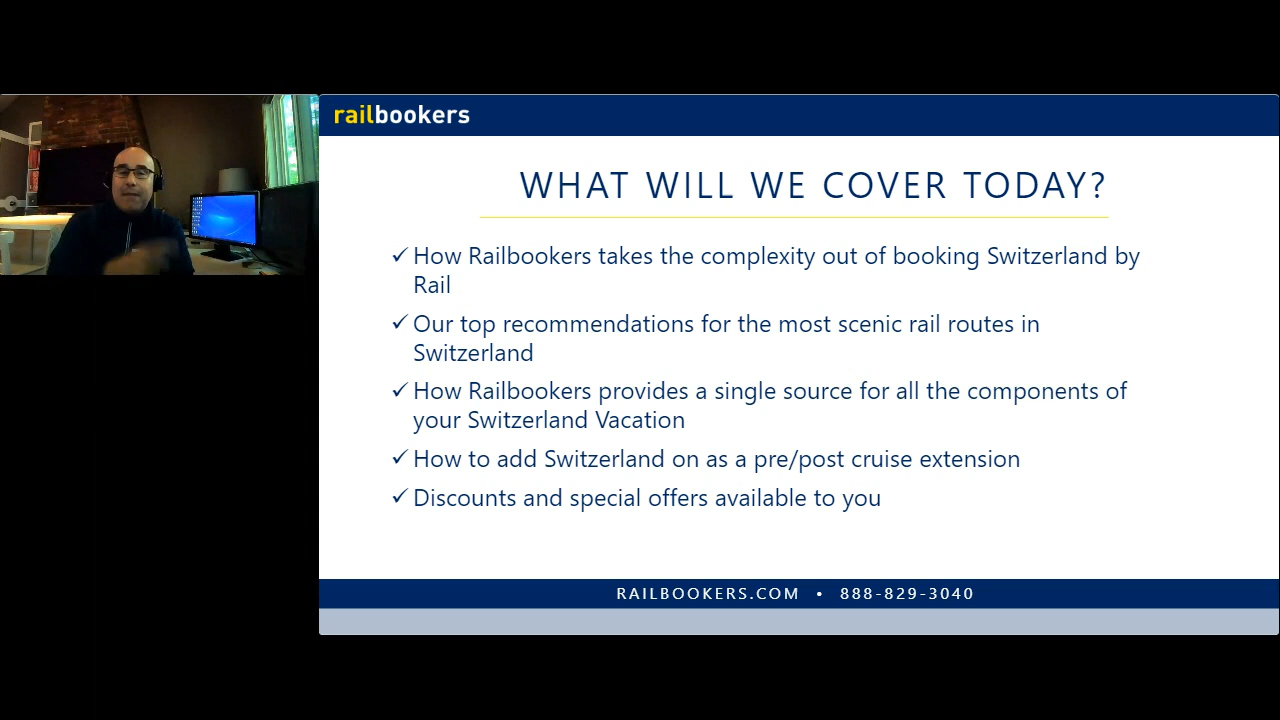 railbookers
WHAT WILL WE COVER TODAY?
✓ How Railbookers takes the complexity out of booking Switzerland by
Rail
✓ Our top recommendations for the most scenic rail routes in
Switzerland
✓ How Railbookers provides a single source for all the components of
your Switzerland Vacation
✓ How to add Switzerland on as a pre/post cruise extension
✓ Discounts and special offers available to you
RAILBOOKERS.COM • 888-829-3040